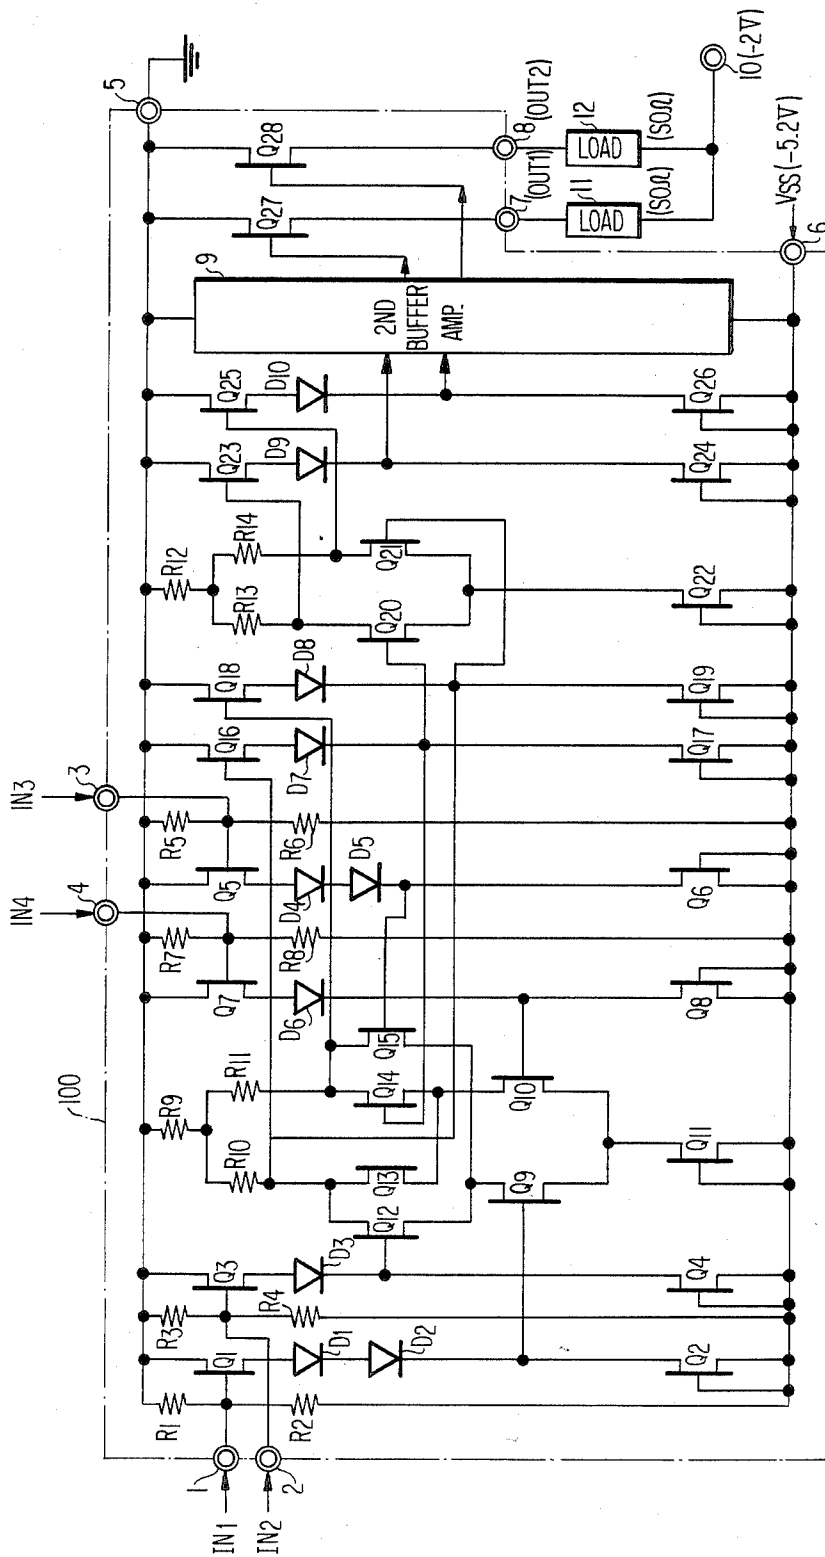 100
5
IN3
3
IN4
4
R1
R3
Q1
Q3
R2
R4
D1
D2
D3
1
2
IN1
IN2
Q2
Q4
R9
R10
R11
Q12
Q13
Q14
Q15
Q9
Q10
Q11
R7
Q7
R8
D6
Q8
R5
Q5
R6
D4
D5
Q6
Q16
Q18
D7
D8
Q17
Q19
R12
R13
R14
Q20
Q21
Q22
Q23
Q25
D9
D10
Q24
Q26
9
2ND
BUFFER
AMP.
Q27
Q28
7
(OUT1)
8
(OUT2)
11
LOAD
(SOΩ)
12
LOAD
(SOΩ)
10(-2V)
VSS(-5.2V)
6